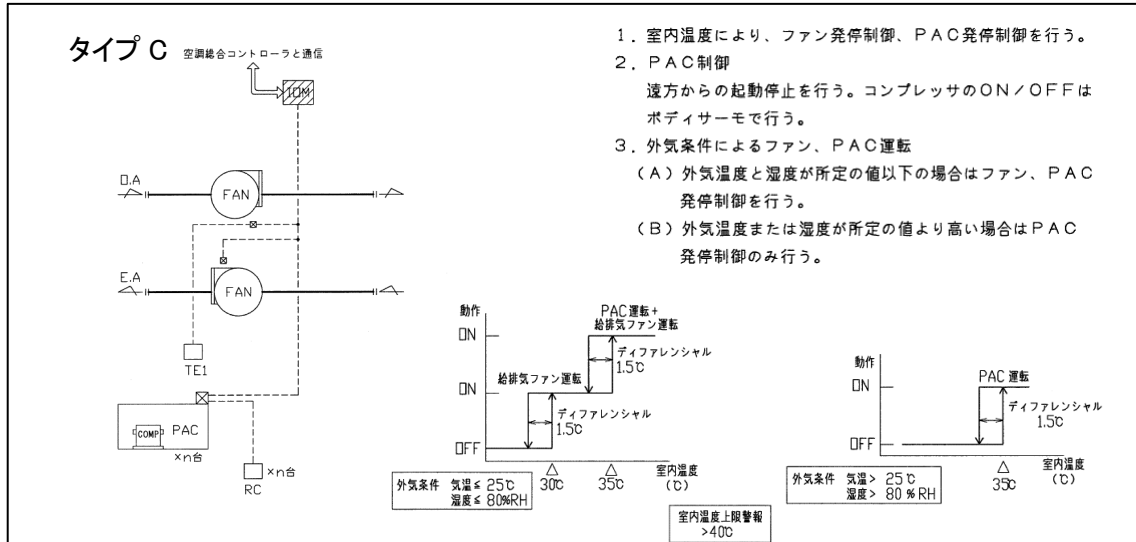 タイプ C
空調総合コントローラと通信
IOM
O.A
FAN
E.A
FAN
TE1
COMP
PAC
×n台
×n台
RC
1. 室内温度により、ファン発停制御、PAC発停制御を行う。
2. PAC制御
遠方からの起動停止を行う。コンプレッサのON/OFFは
ボディサーモで行う。
3. 外気条件によるファン、PAC運転
(A) 外気温度と湿度が所定の値以下の場合はファン、PAC
発停制御を行う。
(B) 外気温度または湿度が所定の値より高い場合はPAC
発停制御のみ行う。
動作
PAC運転+
給排気ファン運転
ON
ディファレンシャル
1.5℃
給排気ファン運転
ON
ディファレンシャル
1.5℃
OFF
30℃
35℃
室内温度
(℃)
外気条件 気温≦25℃
湿度≦80%RH
室内温度上限警報
>40℃
動作
PAC 運転
ON
ディファレンシャル
1.5℃
OFF
35℃
室内温度
(℃)
外気条件 気温> 25℃
湿度> 80%RH